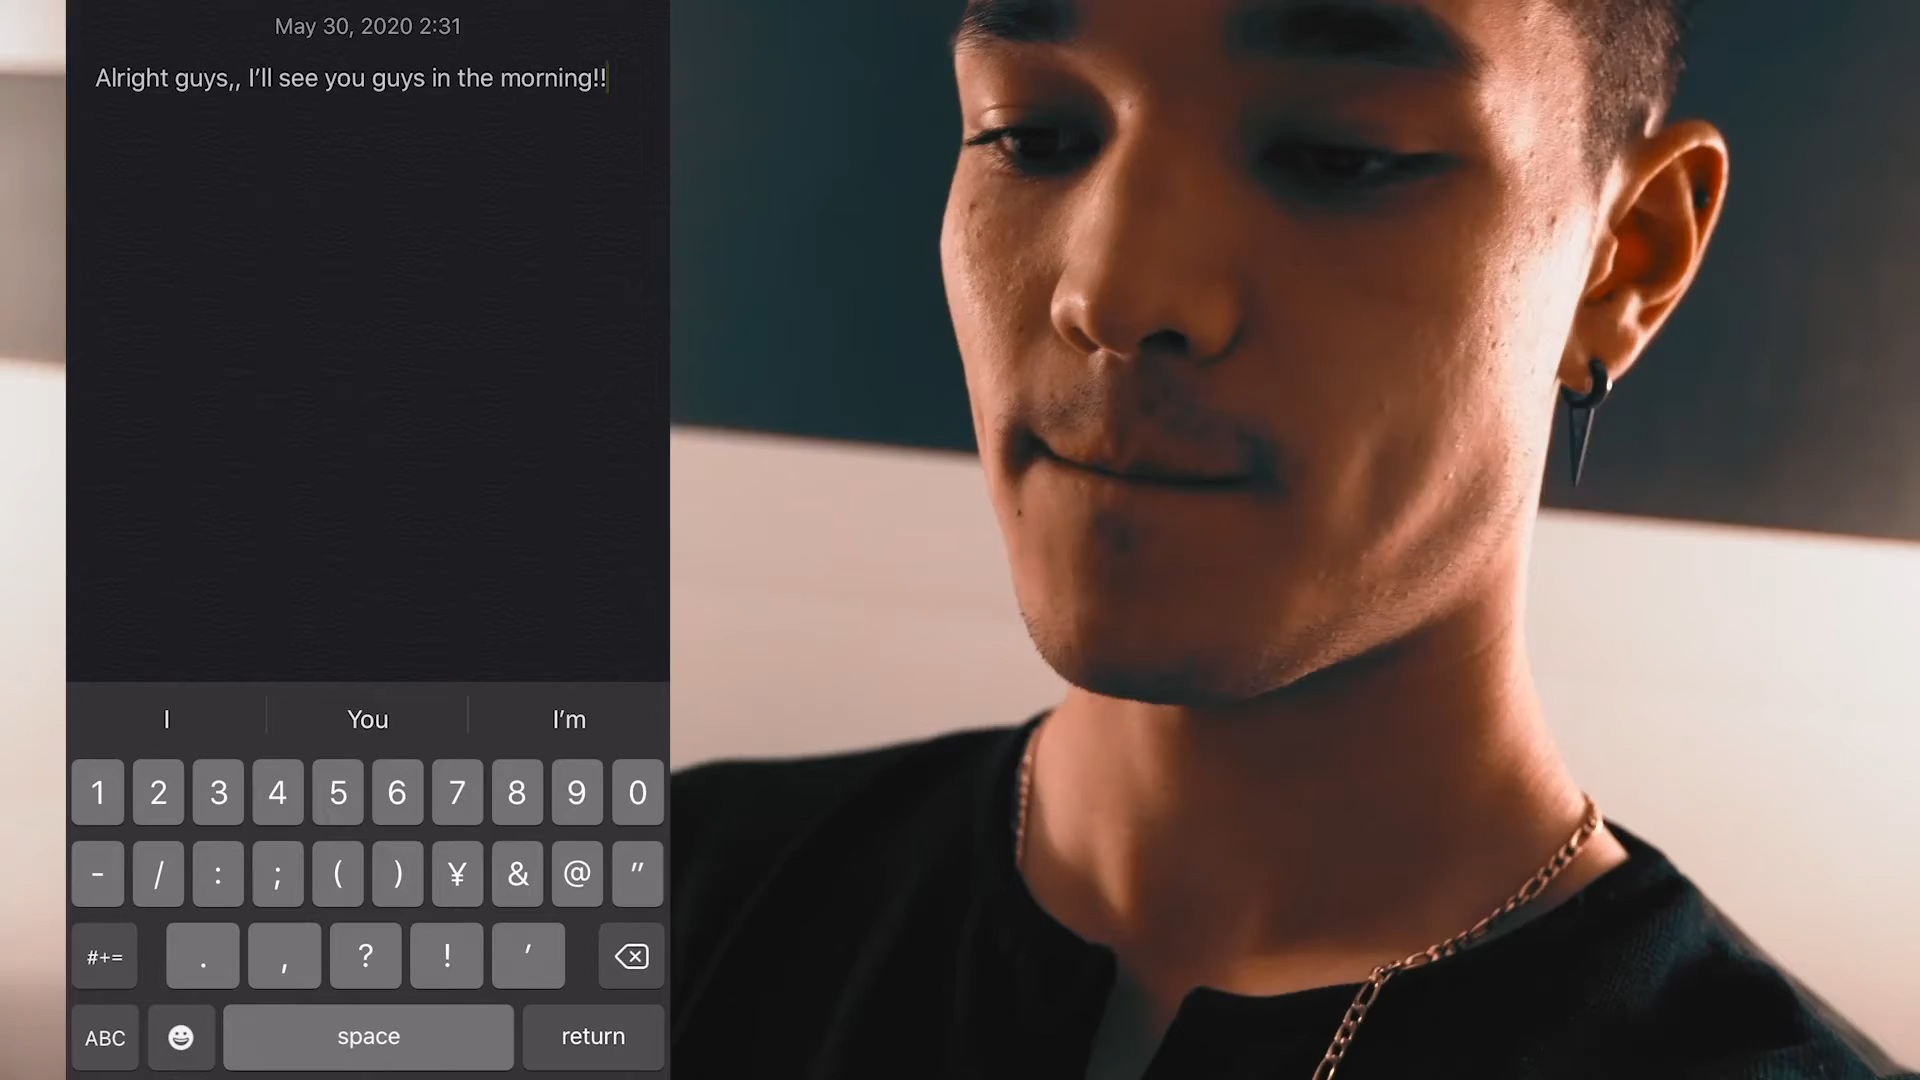 May 30, 2020 2:31
Alright guys,, I’ll see you guys in the morning!!
I You I’m
1 2 3 4 5 6 7 8 9 0
- / : ; ( ) ¥ & @ ”
#+= . , ? ! ’
ABC space return